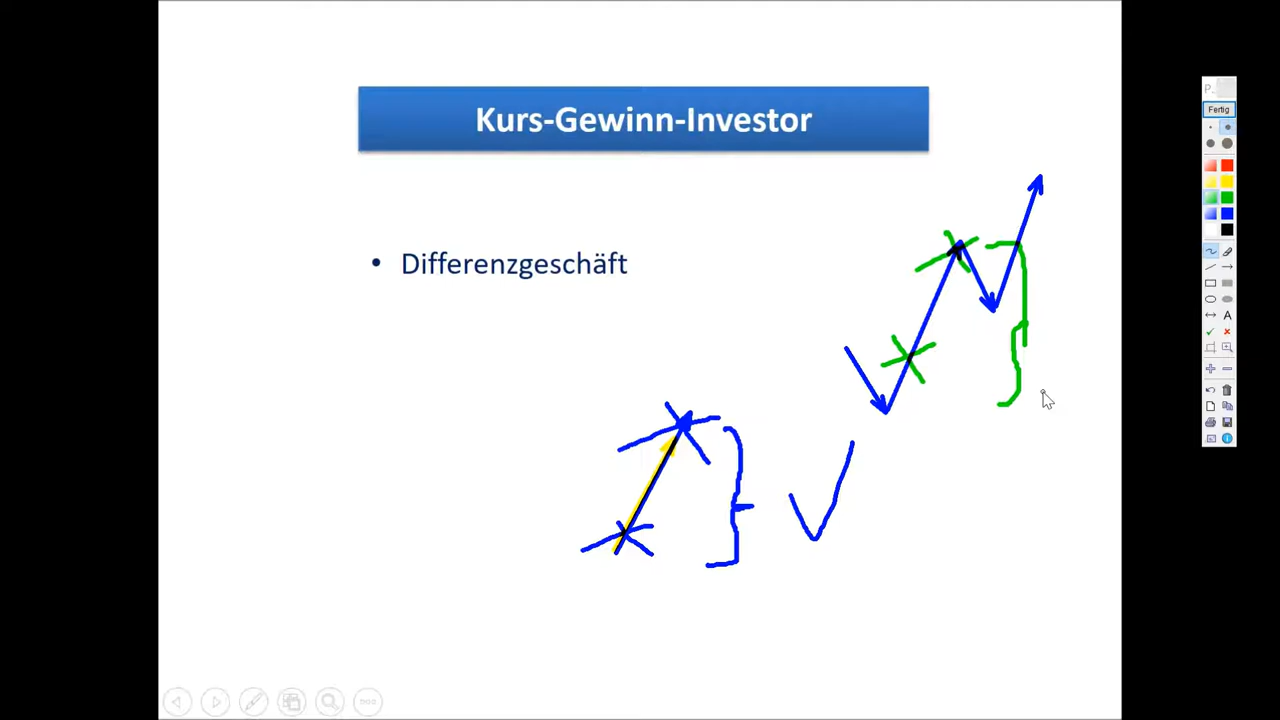 Kurs-Gewinn-Investor
• Differenzgeschäft
P.
Fertig
A